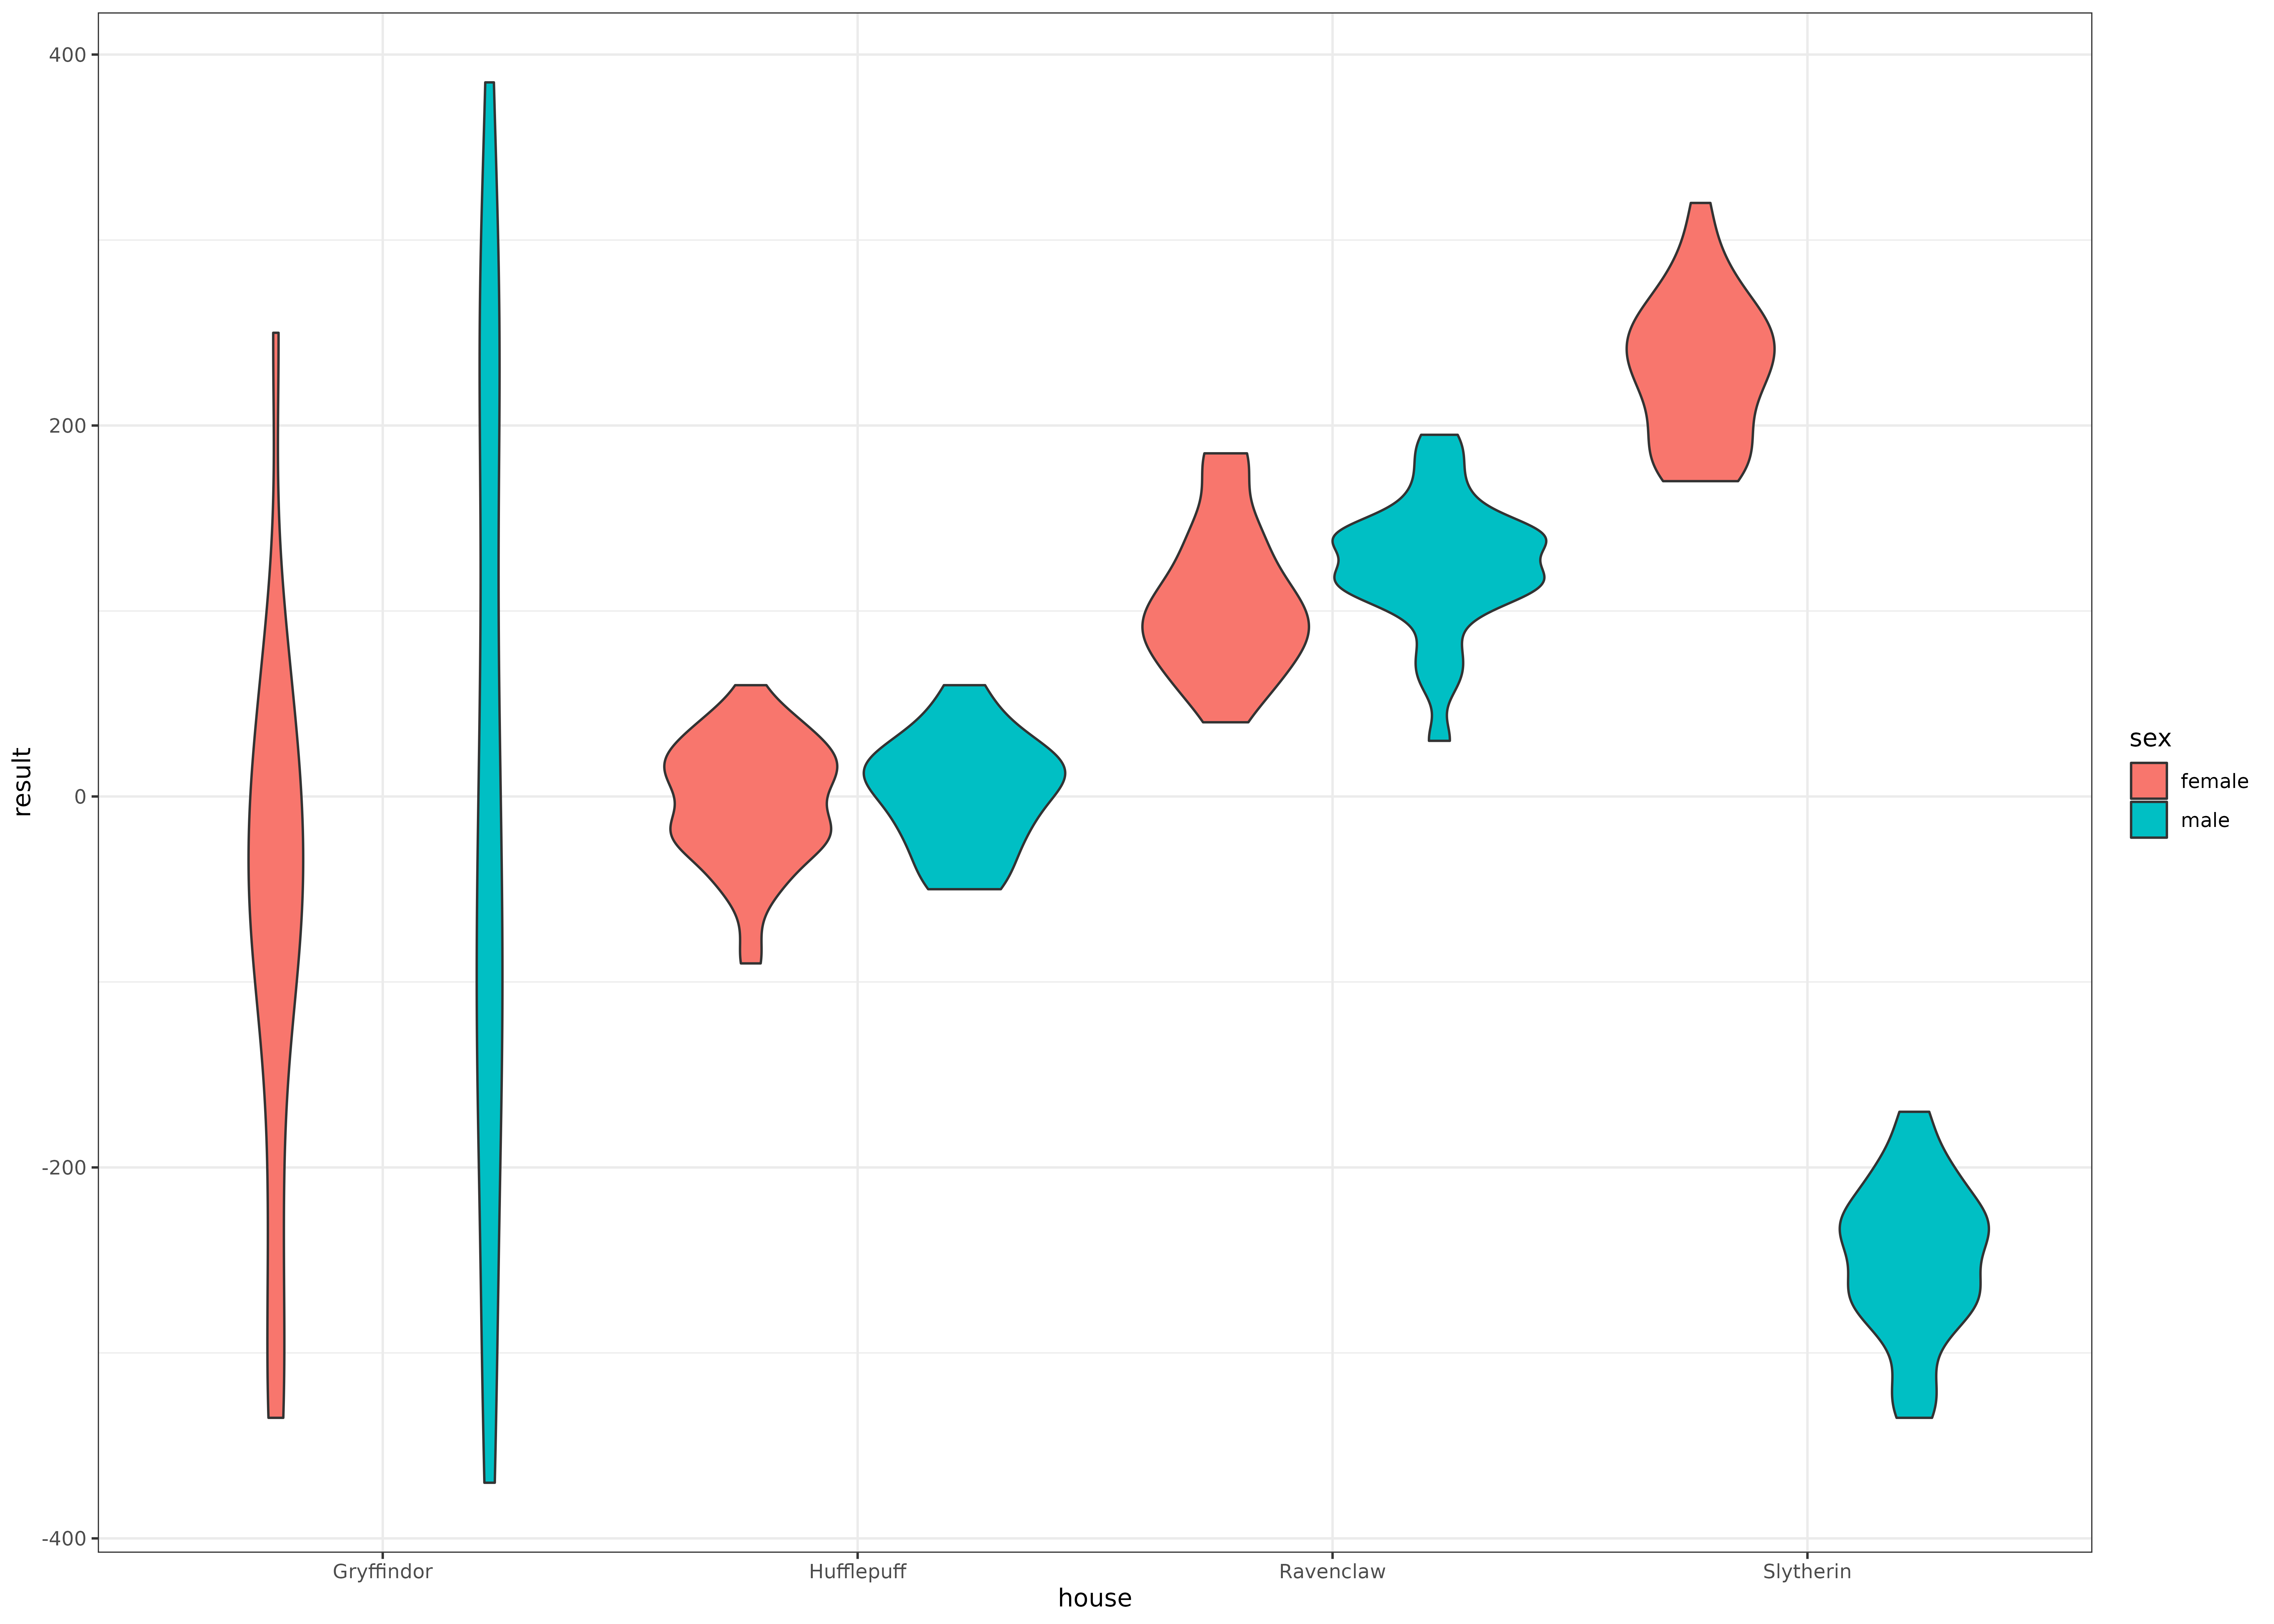 400
200
0
-200
-400
result
Gryffindor
Hufflepuff
Ravenclaw
Slytherin
house
sex
female
male